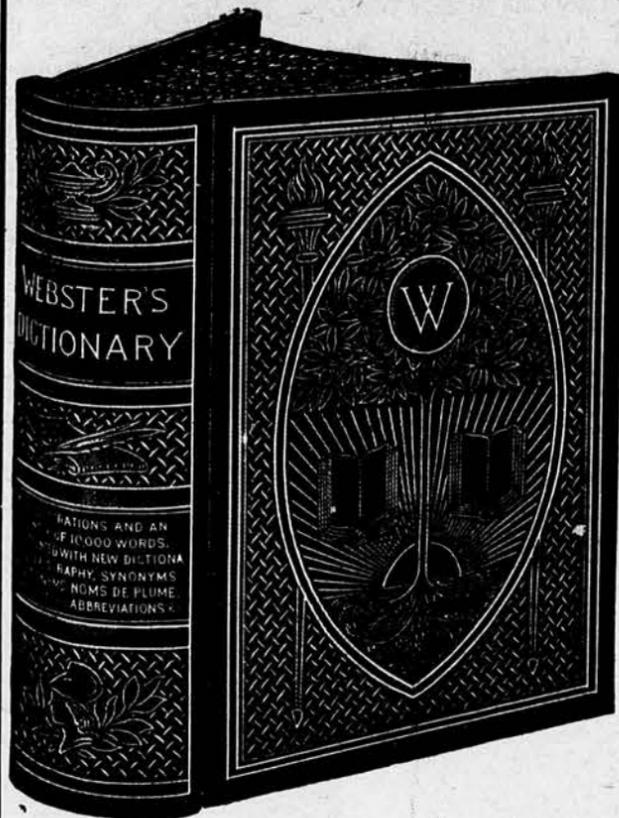 WEBSTER'S
DICTIONARY
RATIONS AND AN
OF 10,000 WORDS.
WITH NEW DICTIONA
RAPHY, SYNONYMS
NOMS DE PLUME.
ABBREVIATIONS
W